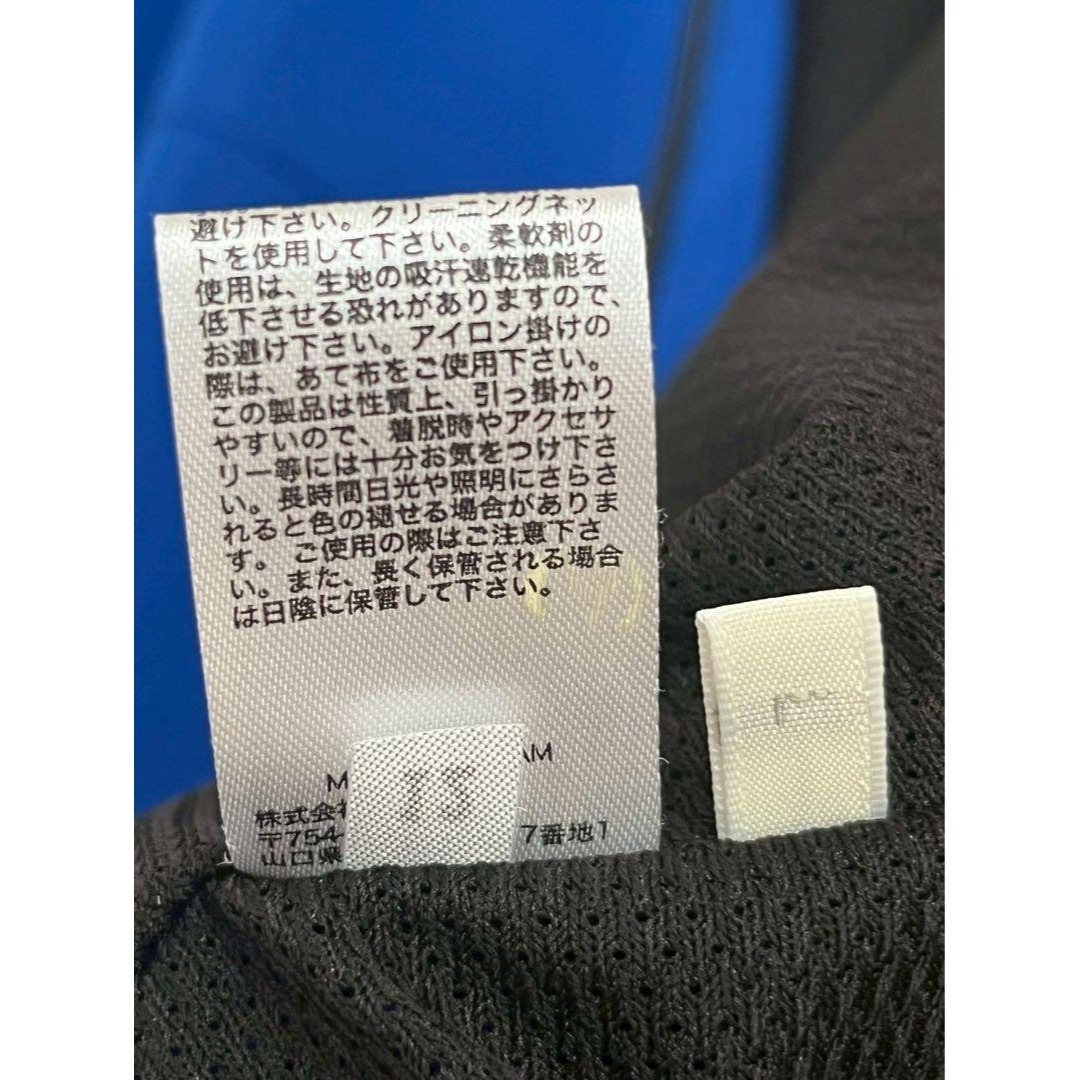 避け下さい。クリーニングネッ
トを使用して下さい。柔軟剤の
使用は、生地の吸汗速乾機能を
低下させる恐れがありますので、
お避け下さい。アイロン掛けの
際は、あて布をご使用下さい。
この製品は性質上、引っ掛かり
やすいので、着脱時やアクセサ
リー等には十分お気をつけ下さ
い。長時間日光や照明にさらさ
れると色の褪せる場合がありま
す。ご使用の際はご注意下さ
い。また、長く保管される場合
は日陰に保管して下さい。
M AM
株式会
〒754- 7番地1
山口県